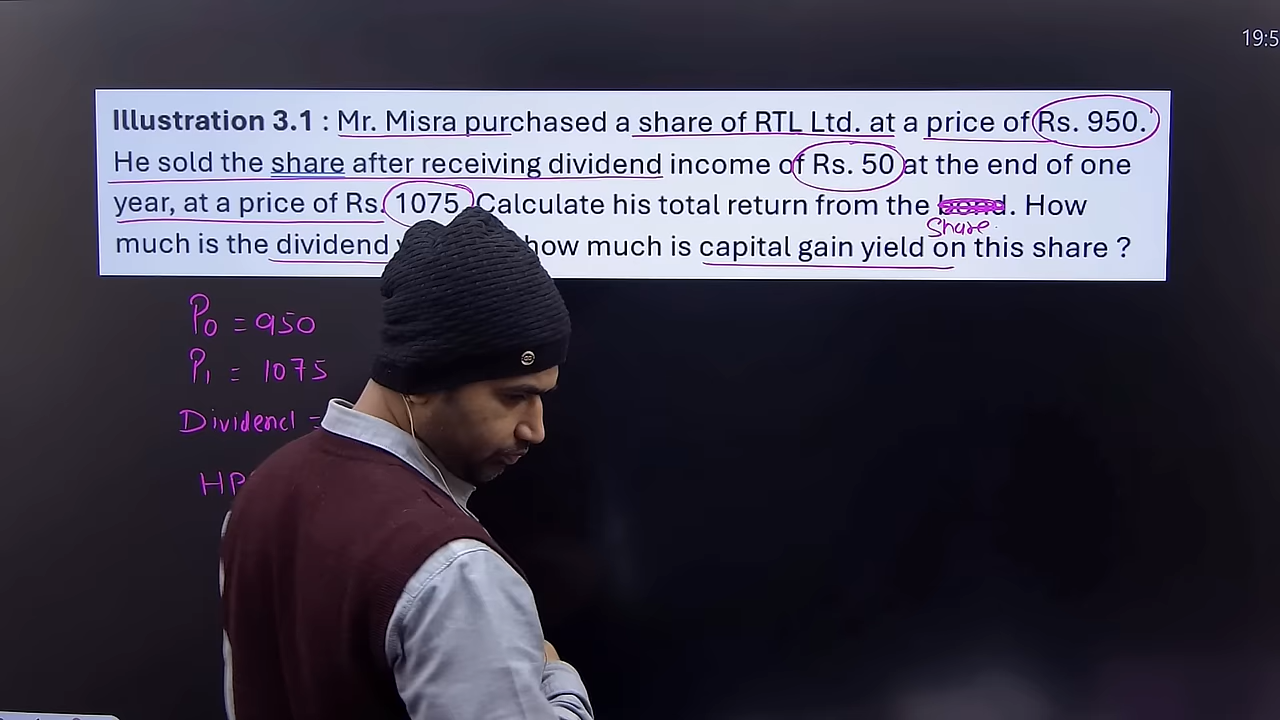 19:5
Illustration 3.1 : Mr. Misra purchased a share of RTL Ltd. at a price of Rs. 950.
He sold the share after receiving dividend income of Rs. 50 at the end of one
year, at a price of Rs. 1075 Calculate his total return from the bond. How
Share.
much is the dividend how much is capital gain yield on this share ?
P0 = 950
P1 = 1075
Dividend =
HP